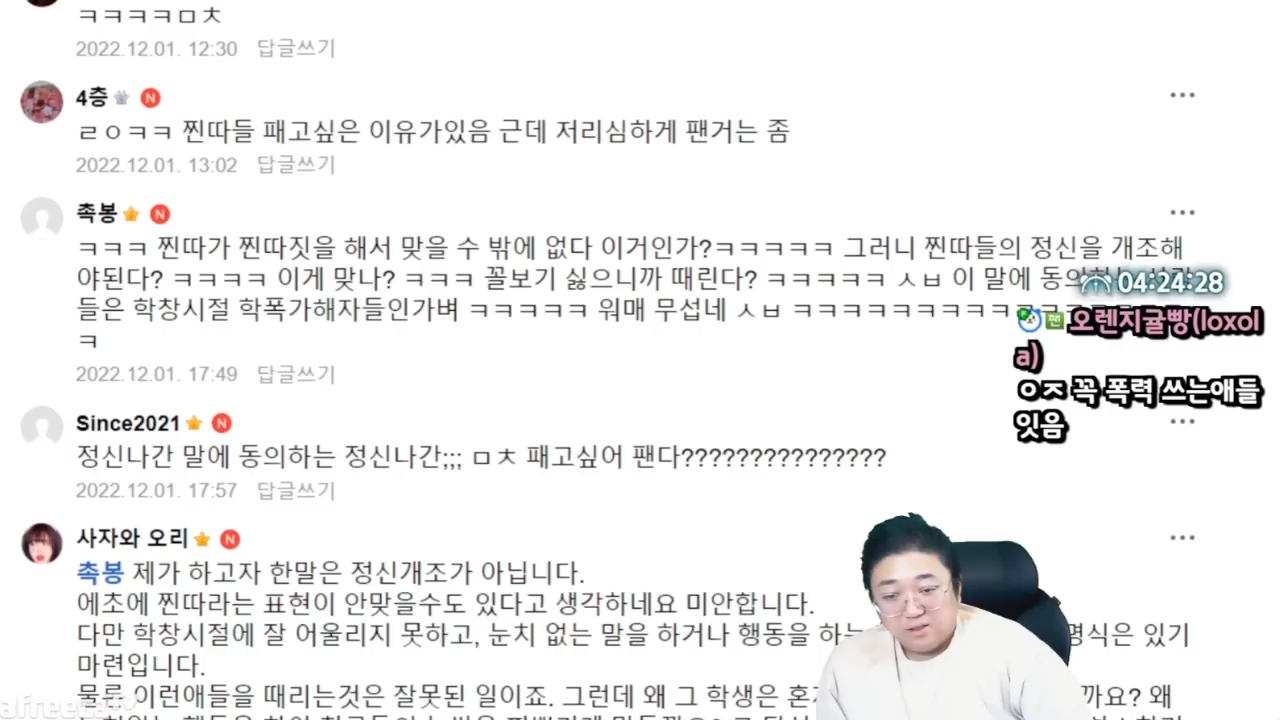 ㅋㅋㅋㅋㅁㅊ
2022.12.01. 12:30 답글쓰기
4층 N
ㄹㅇㅋㅋ 찐따들 패고싶은 이유가있음 근데 저리심하게 팬거는 좀
2022.12.01. 13:02 답글쓰기
촉봉 N
ㅋㅋㅋ 찐따가 찐따짓을 해서 맞을 수 밖에 없다 이거인가?ㅋㅋㅋㅋㅋ 그러니 찐따들의 정신을 개조해
야된다? ㅋㅋㅋㅋ 이게 맞나? ㅋㅋㅋ 꼴보기 싫으니까 때린다? ㅋㅋㅋㅋㅋ ㅅㅂ 이 말에
04:24:28
들은 학창시절 학폭가해자들인가벼 ㅋㅋㅋㅋㅋ 워매 무섭네 ㅅㅂ ㅋㅋㅋㅋㅋㅋㅋㅋㅋ
ㅋ
짼 오렌지귤빵(loxol
a)
ㅇㅈ 꼭 폭력 쓰는애들
잇음
2022.12.01. 17:49 답글쓰기
Since2021 N
정신나간 말에 동의하는 정신나간;;; ㅁㅊ 패고싶어 팬다???????????????
2022.12.01. 17:57 답글쓰기
사자와 오리 N
촉봉 제가 하고자 한말은 정신개조가 아닙니다.
에초에 찐따라는 표현이 안맞을수도 있다고 생각하네요 미안합니다.
다만 학창시절에 잘 어울리지 못하고, 눈치 없는 말을 하거나 행동을 하는 명식은 있기
마련입니다.
물론 이런애들을 때리는것은 잘못된 일이죠. 그런데 왜 그 학생은 까요? 왜
afreecaTV